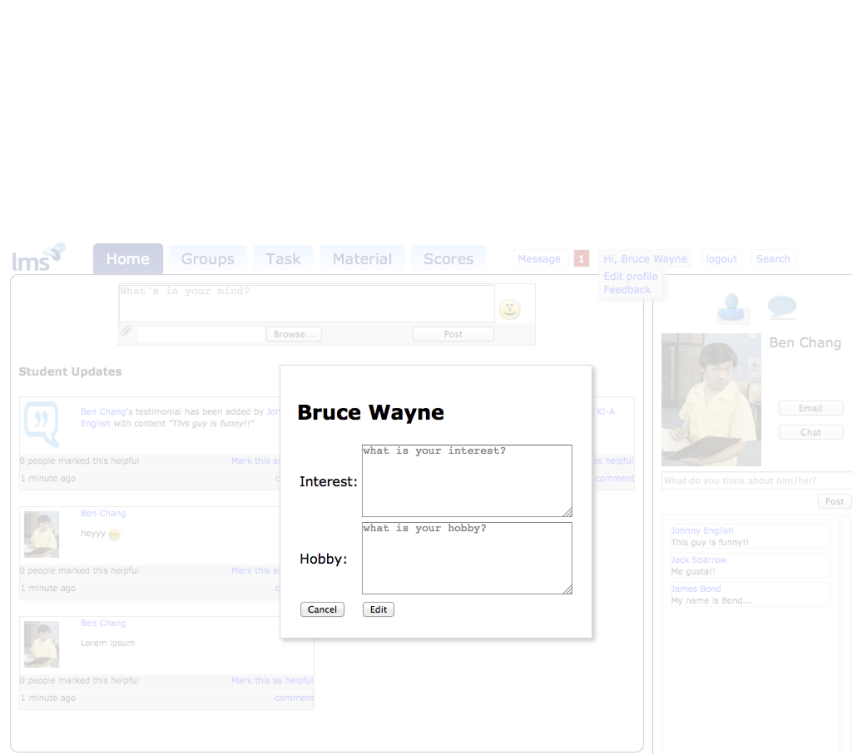 lms
Home Groups Task Material Scores
Message 1 Hi, Bruce Wayne logout Search
Edit profile
Feedback
What's in your mind?
Browse... Post
Student Updates
Ben Chang's testimonial has been added by
English with content "This guy is funny!!"
XI-A
0 people marked this helpful Mark this as
helpful
1 minute ago
comment
Ben Chang
heyyy
0 people marked this helpful Mark this as
1 minute ago
Ben Chang
Lorem ipsum
0 people marked this helpful Mark this as helpful
1 minute ago comment
Bruce Wayne
Interest: what is your interest?
Hobby: what is your hobby?
Cancel Edit
Ben Chang
Email
Chat
What do you think about him/her?
Post
Johnny English
This guy is funny!!
Jack Sparrow
Me gusta!!
James Bond
My name is Bond...